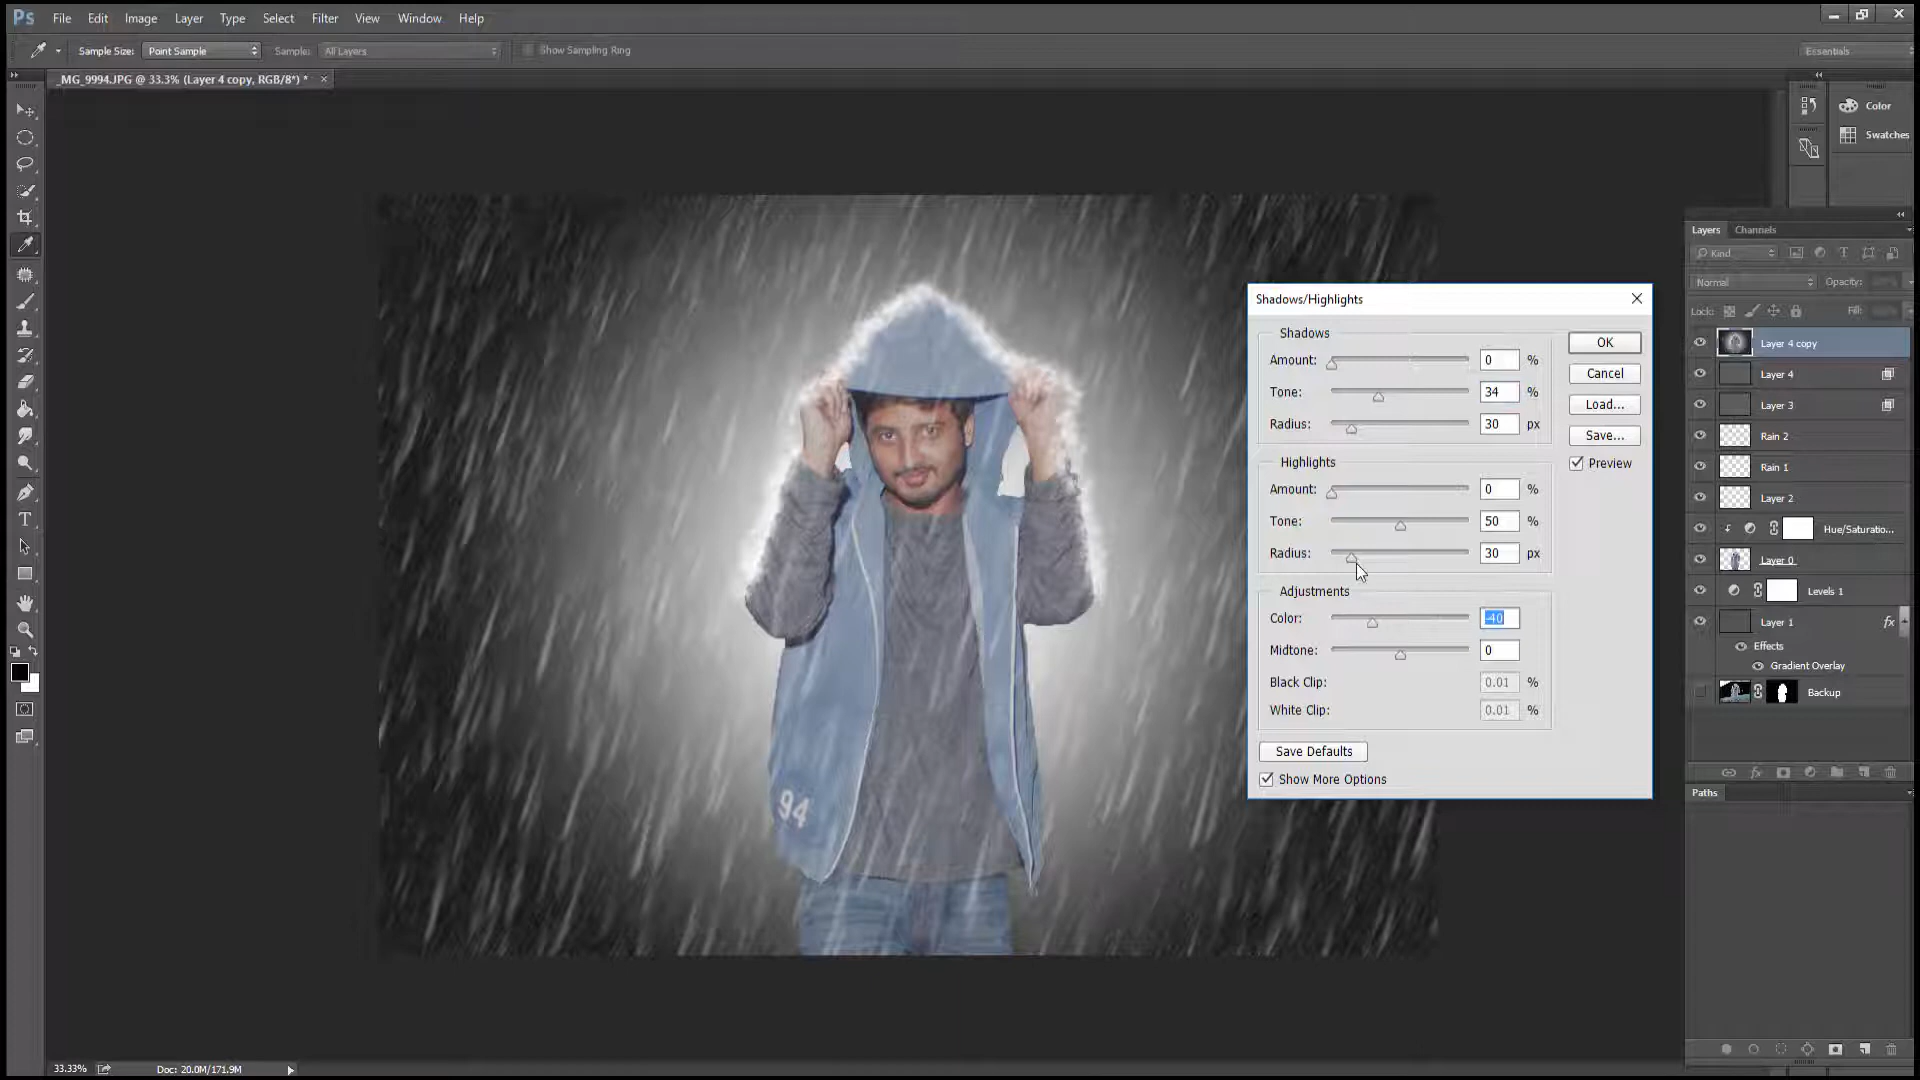 Ps File Edit Image Layer Type Select Filter View Window Help
Sample Size: Point Sample Sample: All Layers Show Sampling Ring Essentials
_MG_9994.JPG @ 33.3% (Layer 4 copy, RGB/8*) * ×
Color
Swatches
Layers Channels
Kind
Normal Opacity:
Lock: Fill:
Layer 4 copy
Layer 4
Layer 3
Rain 2
Rain 1
Layer 2
Hue/Saturatio...
Layer 0
Levels 1
Layer 1 fx
Effects
Gradient Overlay
Backup
fx
Paths
Shadows/Highlights
Shadows
Amount: 0 %
Tone: 34 %
Radius: 30 px
Highlights
Amount: 0 %
Tone: 50 %
Radius: 30 px
Adjustments
Color: -40
Midtone: 0
Black Clip: 0.01 %
White Clip: 0.01 %
Save Defaults
Show More Options
OK
Cancel
Load...
Save...
Preview
94
33.33% Doc: 20.0M/171.9M